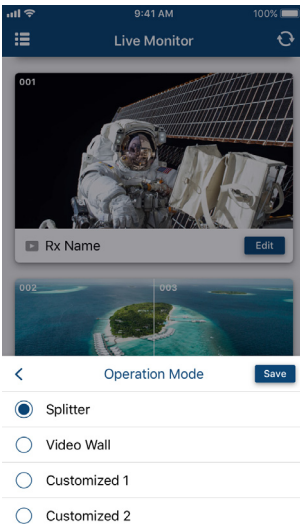 9:41 AM 100%
Live Monitor
001
Rx Name Edit
002 003
Operation Mode Save
Splitter
Video Wall
Customized 1
Customized 2